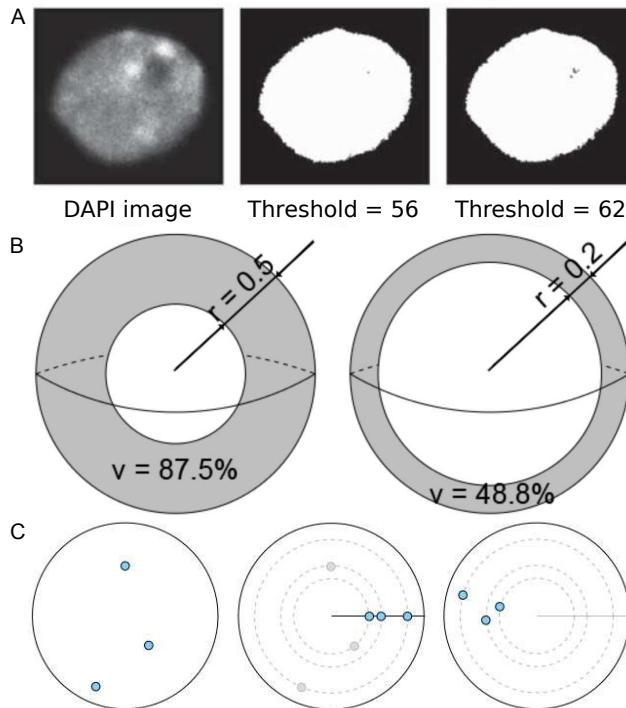 A
DAPI image
Threshold = 56
Threshold = 62
B
r = 0.5
v = 87.5%
r = 0.2
v = 48.8%
C